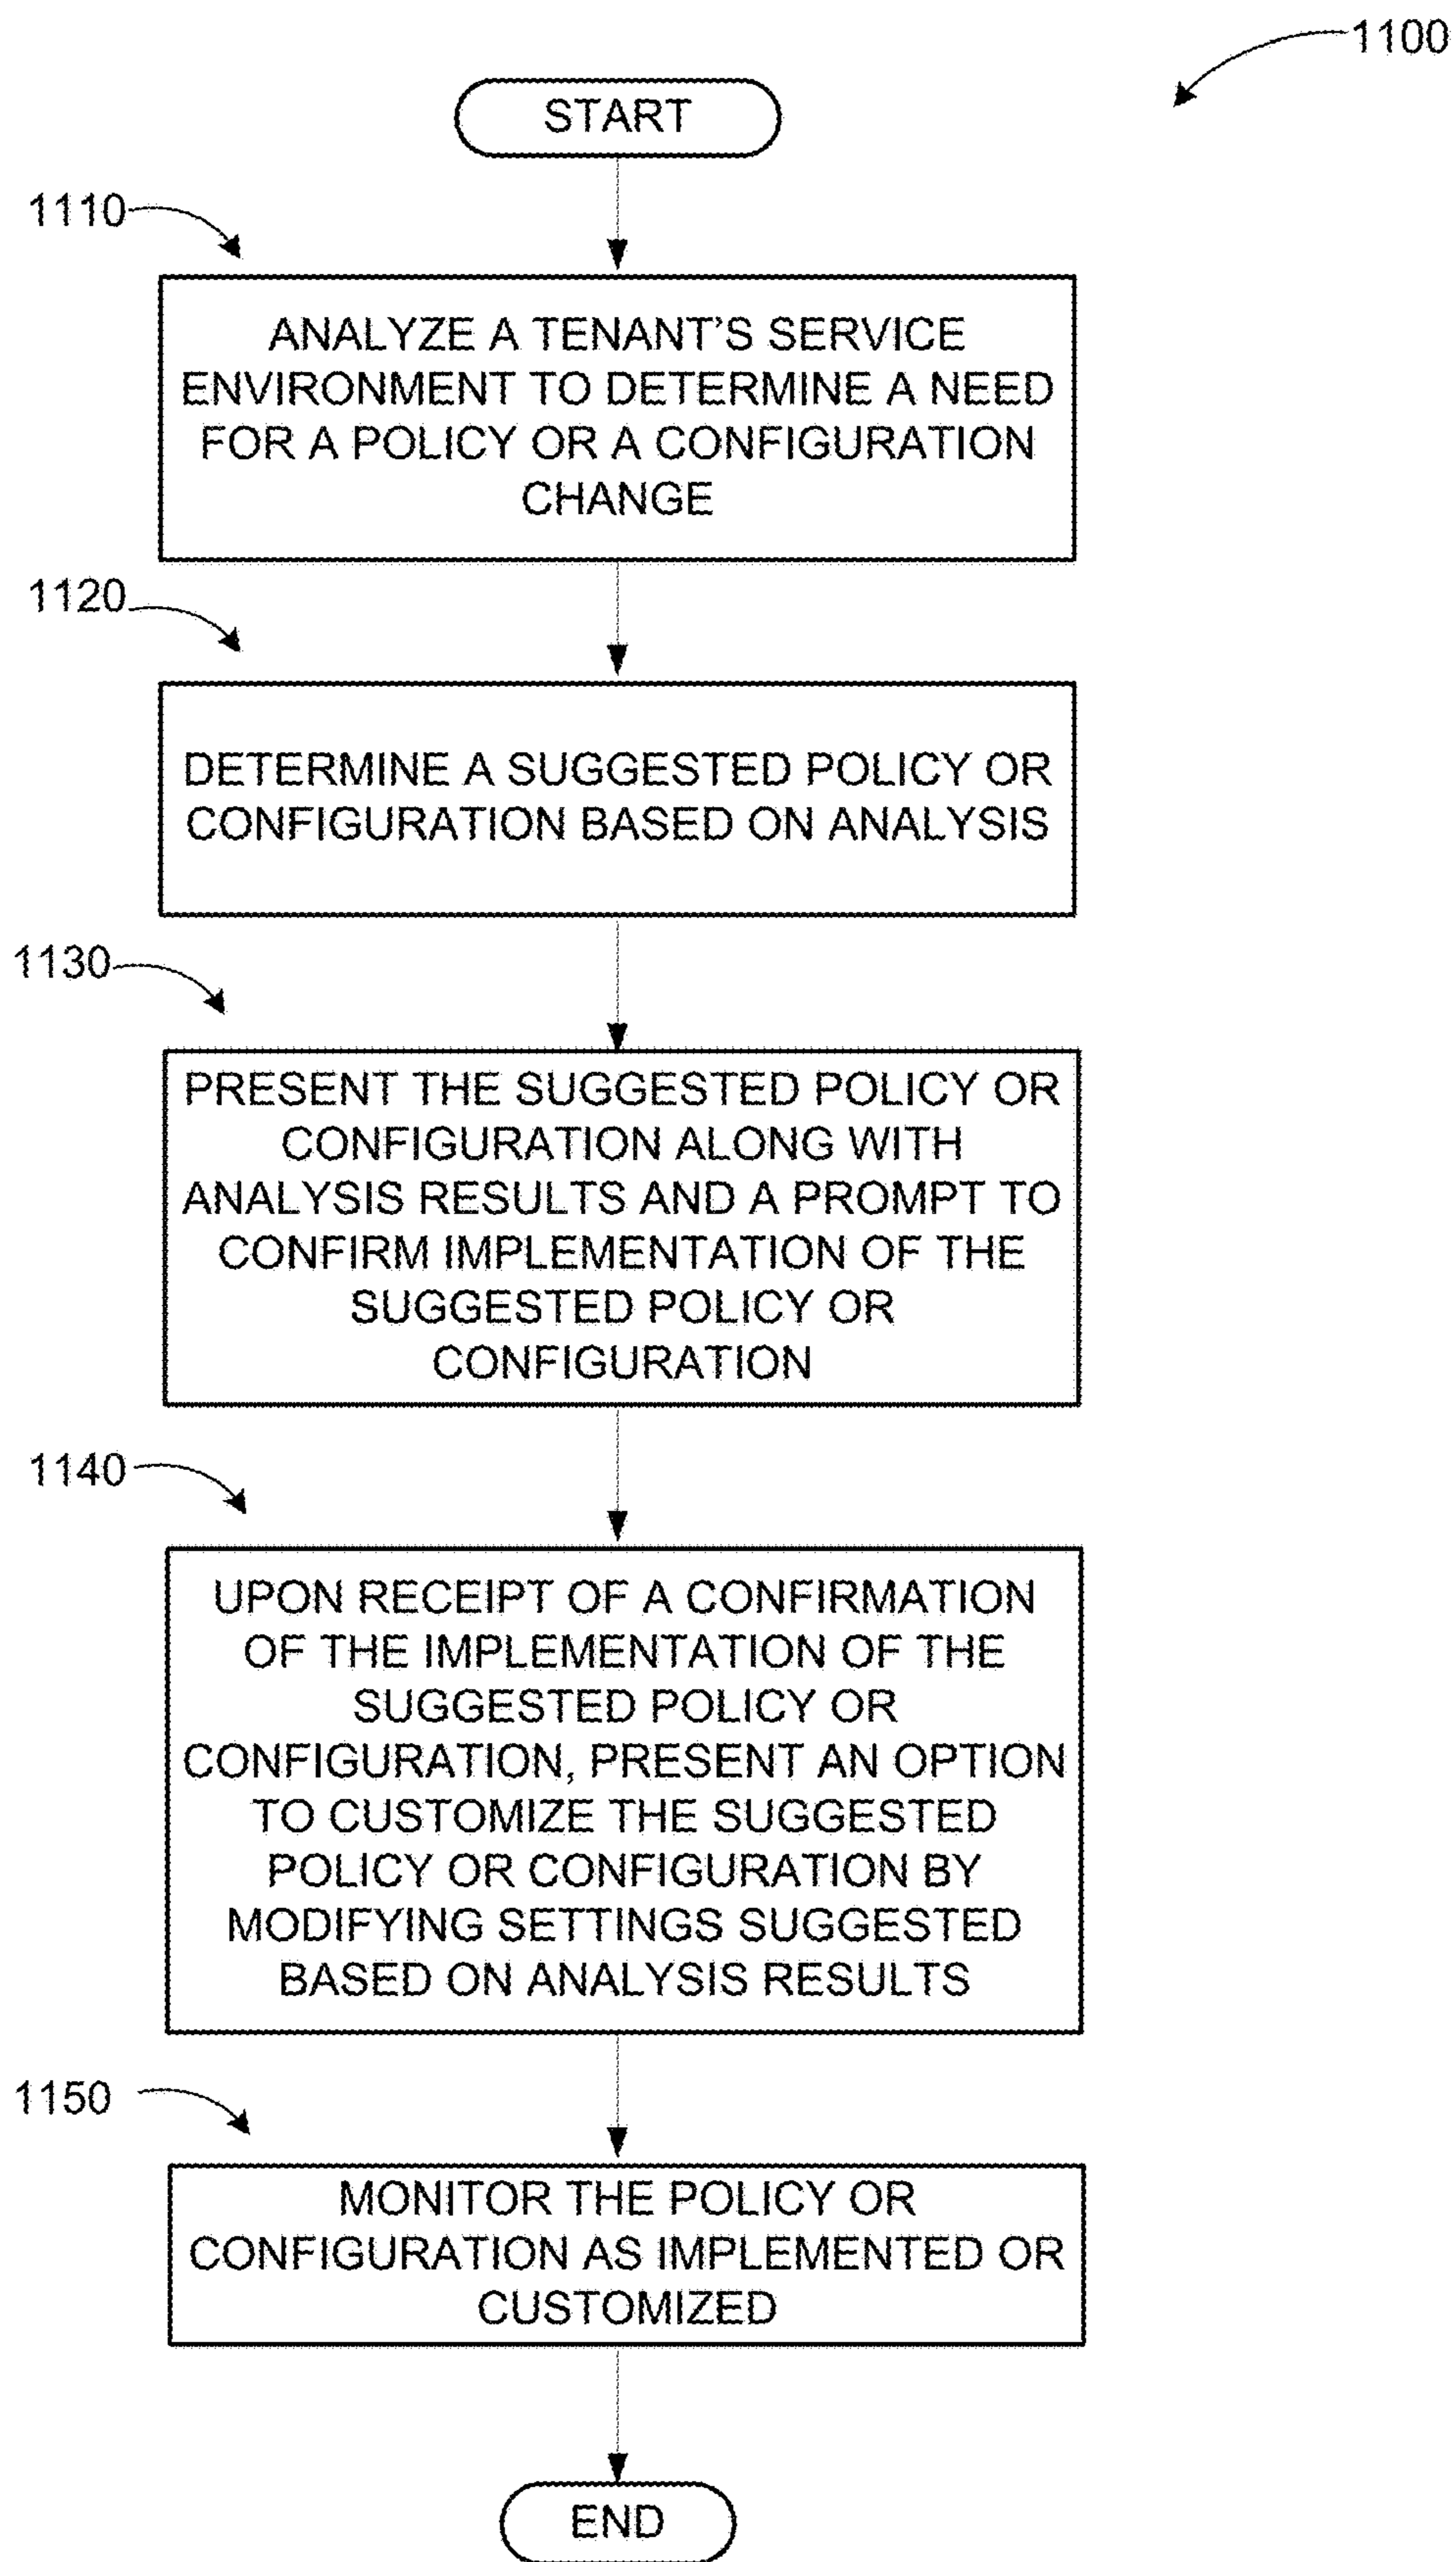 1100
START
1110
ANALYZE A TENANT'S SERVICE
ENVIRONMENT TO DETERMINE A NEED
FOR A POLICY OR A CONFIGURATION
CHANGE
1120
DETERMINE A SUGGESTED POLICY OR
CONFIGURATION BASED ON ANALYSIS
1130
PRESENT THE SUGGESTED POLICY OR
CONFIGURATION ALONG WITH
ANALYSIS RESULTS AND A PROMPT TO
CONFIRM IMPLEMENTATION OF THE
SUGGESTED POLICY OR
CONFIGURATION
1140
UPON RECEIPT OF A CONFIRMATION
OF THE IMPLEMENTATION OF THE
SUGGESTED POLICY OR
CONFIGURATION, PRESENT AN OPTION
TO CUSTOMIZE THE SUGGESTED
POLICY OR CONFIGURATION BY
MODIFYING SETTINGS SUGGESTED
BASED ON ANALYSIS RESULTS
1150
MONITOR THE POLICY OR
CONFIGURATION AS IMPLEMENTED OR
CUSTOMIZED
END